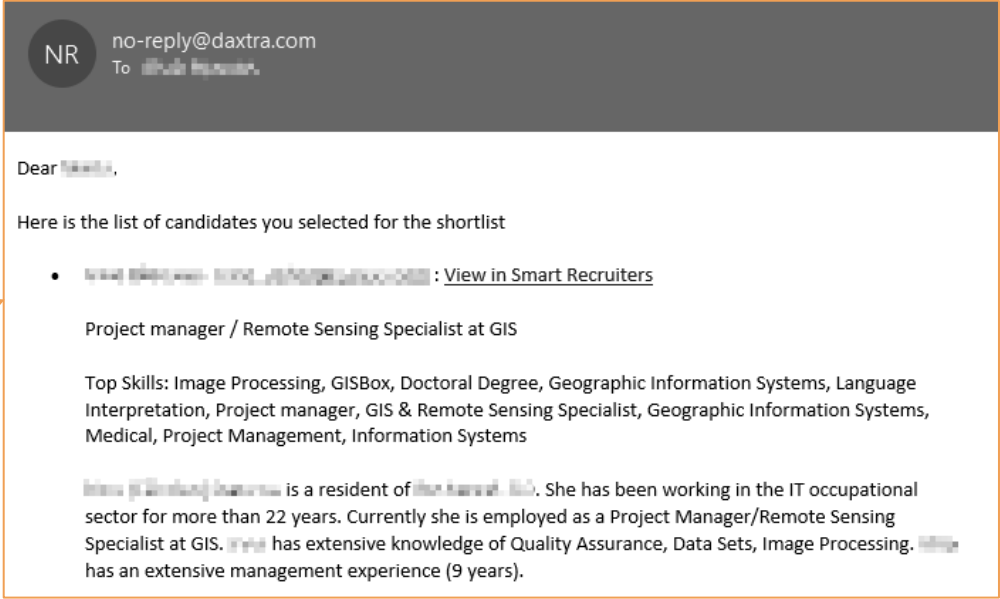 NR
no-reply@daxtra.com
To
Dear ,
Here is the list of candidates you selected for the shortlist
• : View in Smart Recruiters
Project manager / Remote Sensing Specialist at GIS
Top Skills: Image Processing, GISBox, Doctoral Degree, Geographic Information Systems, Language
Interpretation, Project manager, GIS & Remote Sensing Specialist, Geographic Information Systems,
Medical, Project Management, Information Systems
is a resident of . She has been working in the IT occupational
sector for more than 22 years. Currently she is employed as a Project Manager/Remote Sensing
Specialist at GIS. has extensive knowledge of Quality Assurance, Data Sets, Image Processing.
has an extensive management experience (9 years).